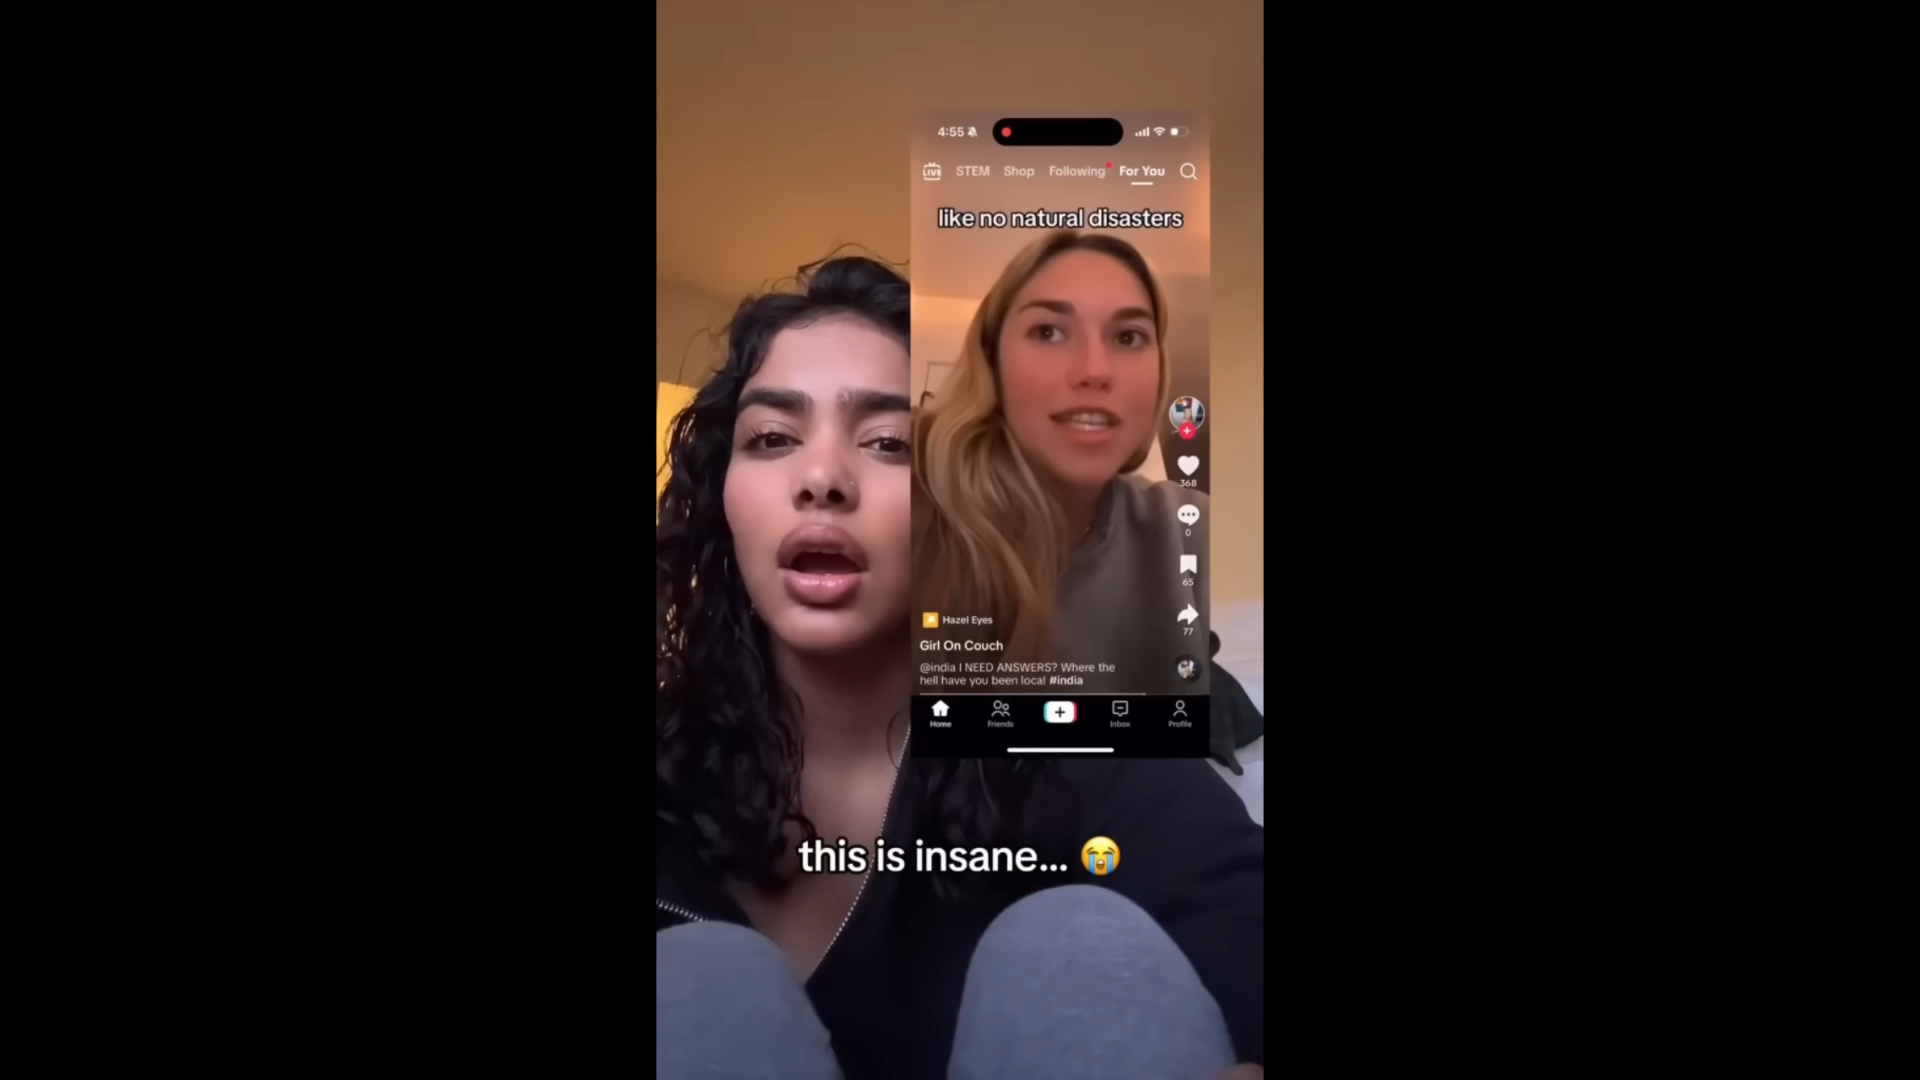 4:55
LIVE STEM Shop Following For You
like no natural disasters
368
0
65
77
Hazel Eyes
Girl On Couch
@india I NEED ANSWERS? Where the
hell have you been loca! #india
Home Friends Inbox Profile
this is insane... 😭